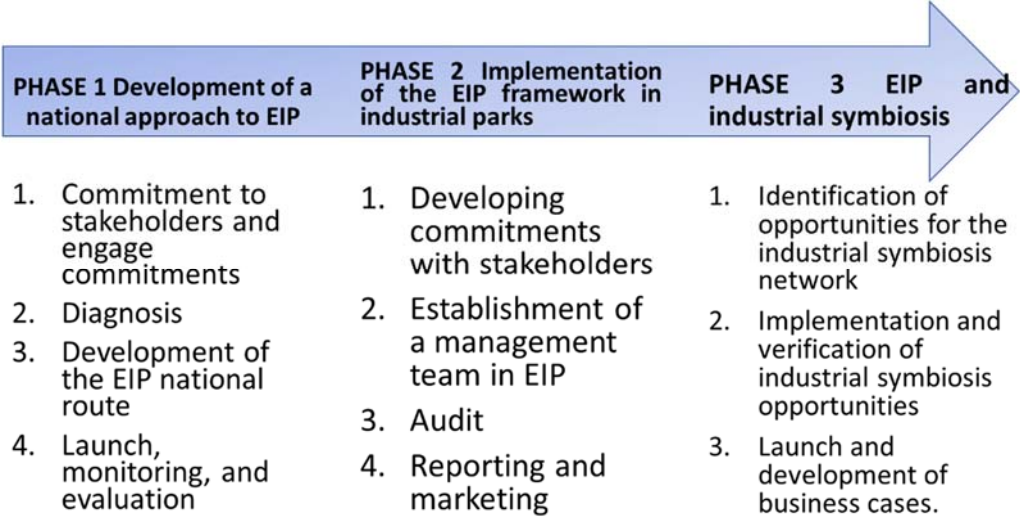 PHASE 1 Development of a
national approach to EIP
1. Commitment to
stakeholders and
engage
commitments
2. Diagnosis
3. Development of
the EIP national
route
4. Launch,
monitoring, and
evaluation
PHASE 2 Implementation
of the EIP framework in
industrial parks
1. Developing
commitments
with stakeholders
2. Establishment of
a management
team in EIP
3. Audit
4. Reporting and
marketing
PHASE 3 EIP and
industrial symbiosis
1. Identification of
opportunities for the
industrial symbiosis
network
2. Implementation and
verification of
industrial symbiosis
opportunities
3. Launch and
development of
business cases.